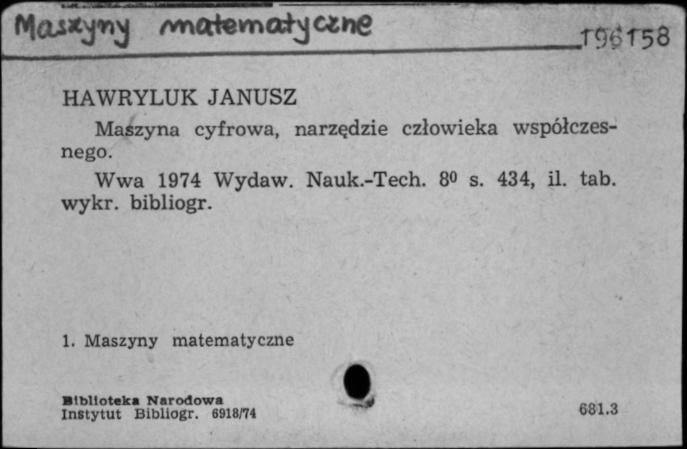 Maszyny matematyczne
196158
HAWRYLUK JANUSZ
Maszyna cyfrowa, narzędzie człowieka współczes-
nego.
Wwa 1974 Wydaw. Nauk.-Tech. 8⁰ s. 434, il. tab.
wykr. bibliogr.
1. Maszyny matematyczne
Biblioteka Narodowa
Instytut Bibliogr. 6918/74
681.3